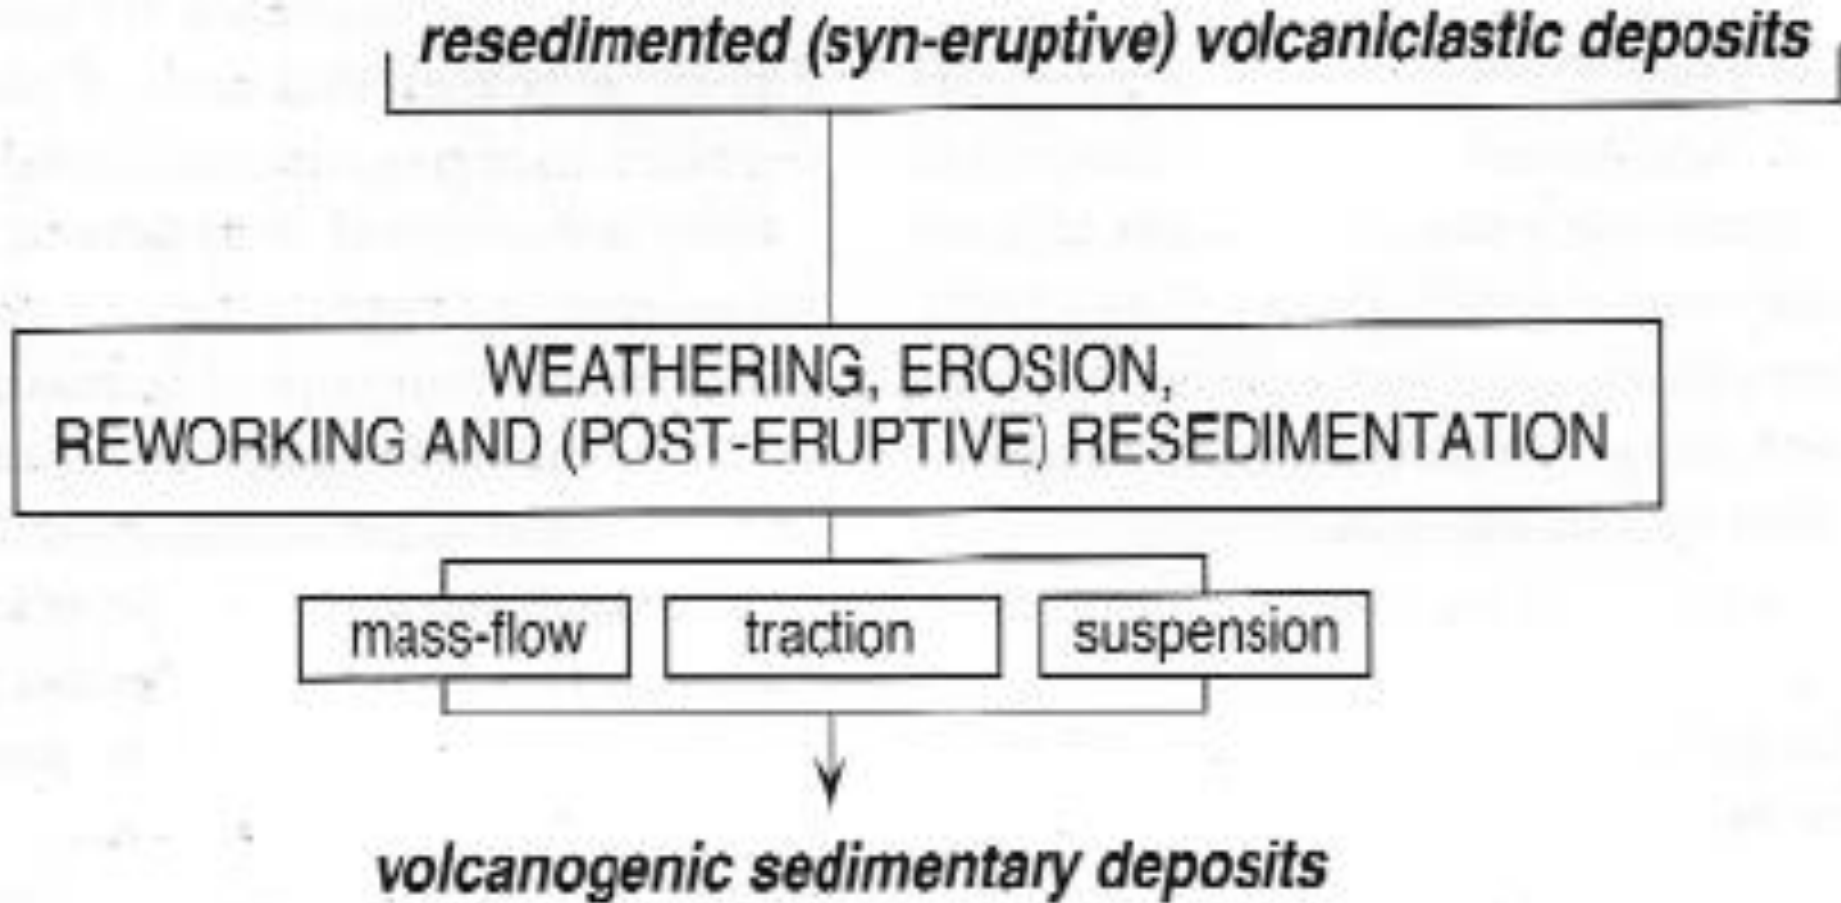 resedimented (syn-eruptive) volcaniclastic deposits
WEATHERING, EROSION,
REWORKING AND (POST-ERUPTIVE) RESEDIMENTATION
mass-flow
traction
suspension
volcanogenic sedimentary deposits